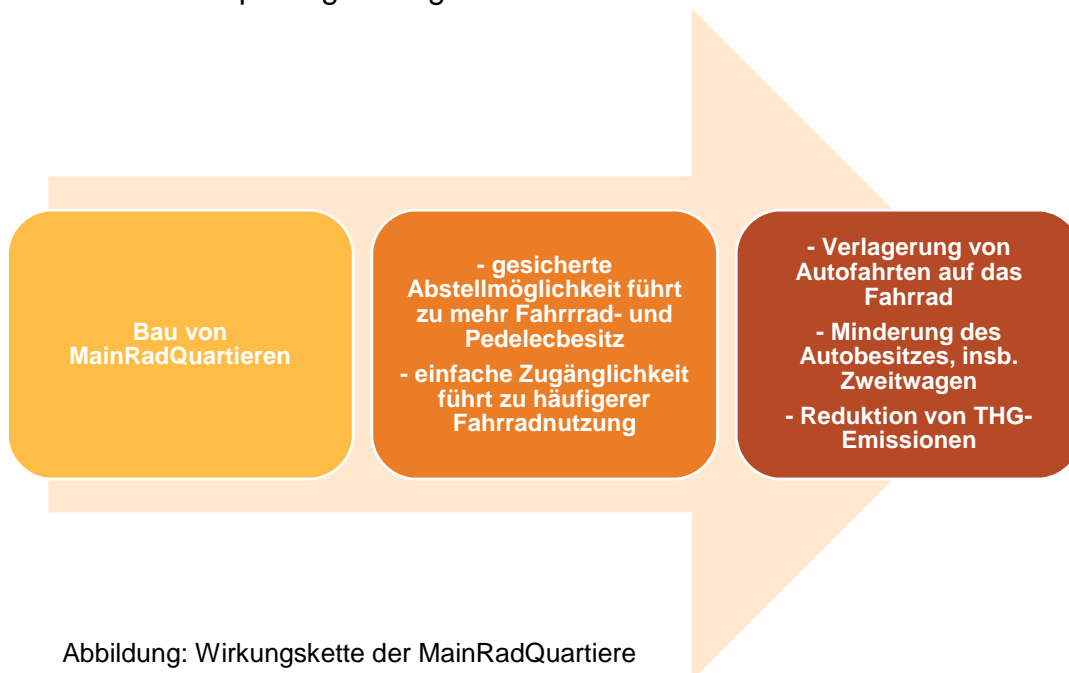 Bau von
MainRadQuartieren
- gesicherte
Abstellmöglichkeit führt
zu mehr Fahrrrad- und
Pedelecbesitz
- einfache Zugänglichkeit
führt zu häufigerer
Fahrradnutzung
- Verlagerung von
Autofahrten auf das
Fahrrad
- Minderung des
Autobesitzes, insb.
Zweitwagen
- Reduktion von THG-
Emissionen
Abbildung: Wirkungskette der MainRadQuartiere